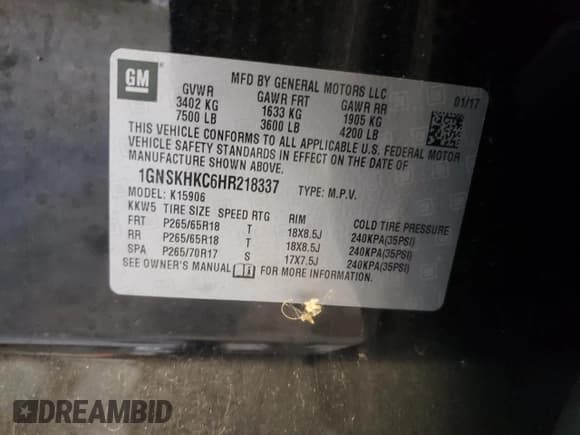 GM
MFD BY GENERAL MOTORS LLC
GVWR GAWR FRT GAWR RR 01/17
3402 KG 1633 KG 1905 KG
7500 LB 3600 LB 4200 LB
THIS VEHICLE CONFORMS TO ALL APPLICABLE U.S. FEDERAL MOTOR
VEHICLE SAFETY STANDARDS IN EFFECT ON THE DATE OF
MANUFACTURE SHOWN ABOVE.
1GNSKHKC6HR218337 TYPE: M.P.V.
MODEL: K15906
KKW5 TIRE SIZE SPEED RTG RIM COLD TIRE PRESSURE
FRT P265/65R18 T 18X8.5J 240KPA(35PSI)
RR P265/65R18 T 18X8.5J 240KPA(35PSI)
SPA P265/70R17 S 17X7.5J 240KPA(35PSI)
SEE OWNER'S MANUAL FOR MORE INFORMATION
DREAMBID